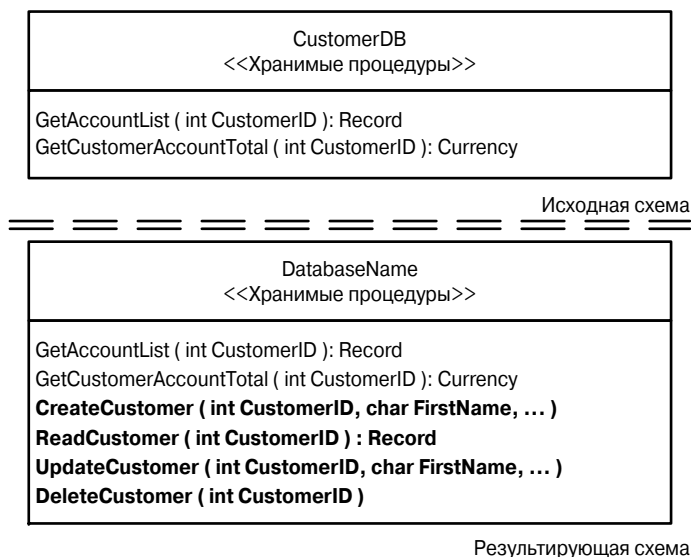 CustomerDB
<<Хранимые процедуры>>
GetAccountList ( int CustomerID ): Record
GetCustomerAccountTotal ( int CustomerID ): Currency
Исходная схема
DatabaseName
<<Хранимые процедуры>>
GetAccountList ( int CustomerID ): Record
GetCustomerAccountTotal ( int CustomerID ): Currency
CreateCustomer ( int CustomerID, char FirstName, ... )
ReadCustomer ( int CustomerID ) : Record
UpdateCustomer ( int CustomerID, char FirstName, ... )
DeleteCustomer ( int CustomerID )
Результирующая схема